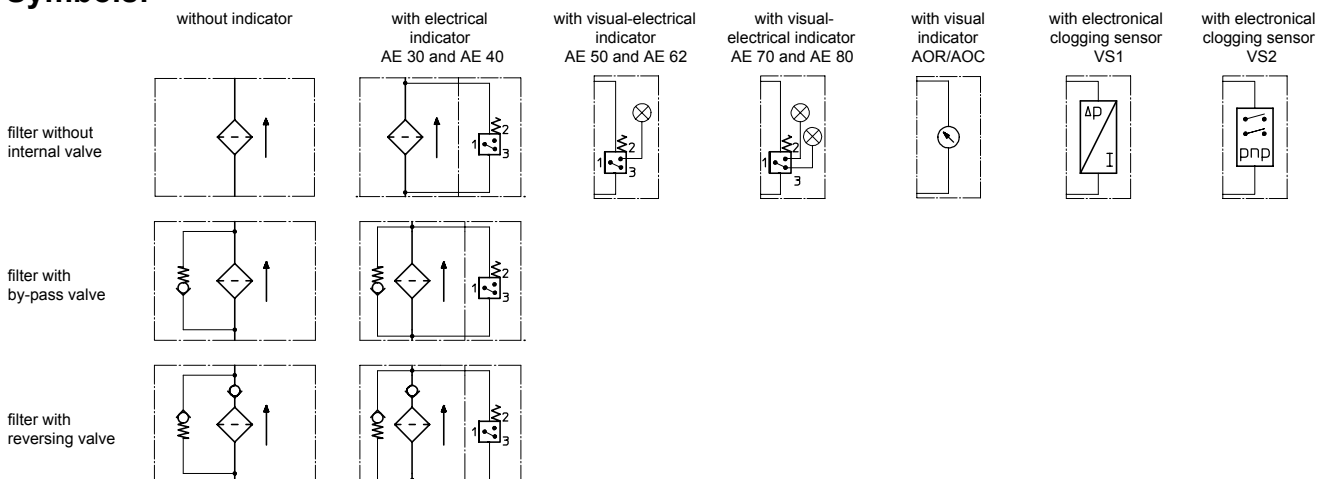 without indicator
with electrical
indicator
AE 30 and AE 40
with visual-electrical
indicator
AE 50 and AE 62
with visual-
electrical indicator
AE 70 and AE 80
with visual
indicator
AOR/AOC
with electronical
clogging sensor
VS1
with electronical
clogging sensor
VS2
filter without
internal valve
1 2 3
1 2 3
1 2 3
Δp
I
pnp
filter with
by-pass valve
1 2 3
filter with
reversing valve
1 2 3